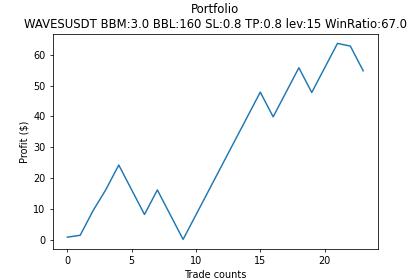 Portfolio
WAVESUSDT BBM:3.0 BBL:160 SL:0.8 TP:0.8 lev:15 WinRatio:67.0
Profit ($)
60
50
40
30
20
10
0
0 5 10 15 20
Trade counts